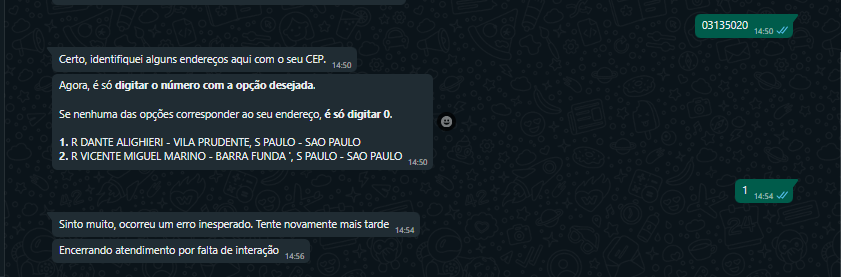 03135020
14:50
Certo, identifiquei alguns endereços aqui com o seu CEP.
14:50
Agora, é só digitar o número com a opção desejada.
Se nenhuma das opções corresponder ao seu endereço, é só digitar 0.
1. R DANTE ALIGHIERI - VILA PRUDENTE, S PAULO - SAO PAULO
2. R VICENTE MIGUEL MARINO - BARRA FUNDA ', S PAULO - SAO PAULO
14:50
1
14:54
Sinto muito, ocorreu um erro inesperado. Tente novamente mais tarde
14:54
Encerrando atendimento por falta de interação
14:56